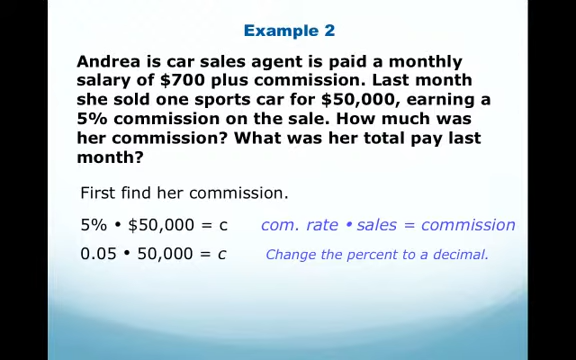 Example 2
Andrea is car sales agent is paid a monthly
salary of $700 plus commission. Last month
she sold one sports car for $50,000, earning a
5% commission on the sale. How much was
her commission? What was her total pay last
month?
First find her commission.
5% • $50,000 = c com. rate • sales = commission
0.05 • 50,000 = c Change the percent to a decimal.